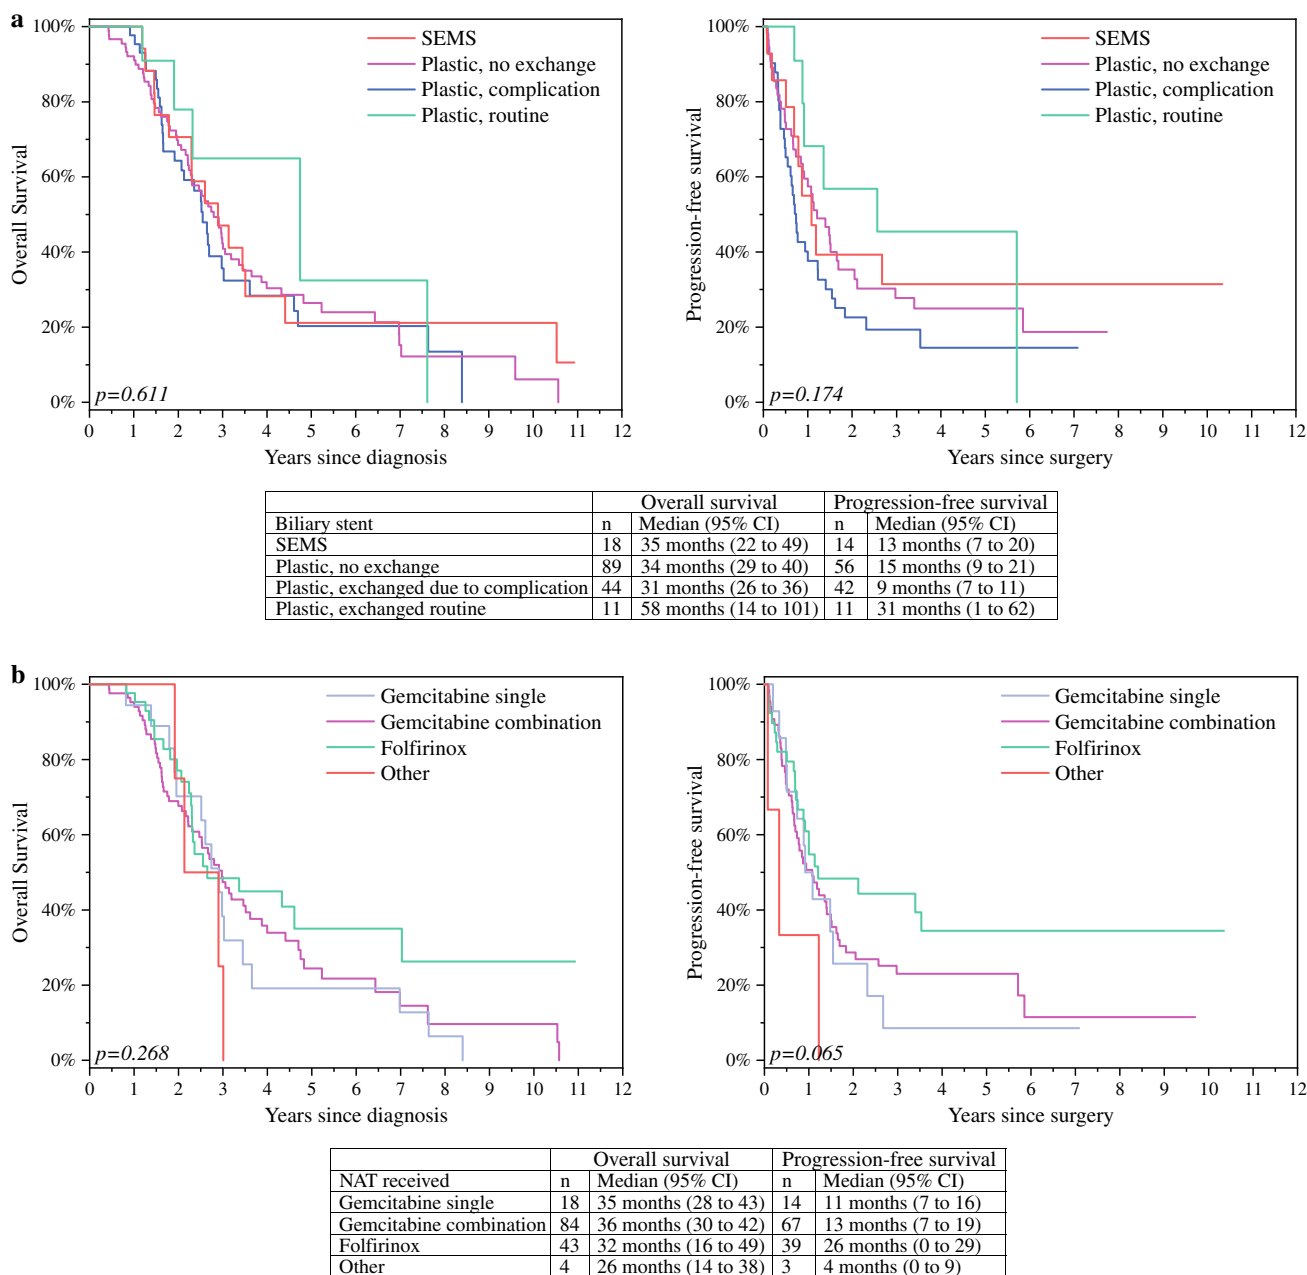 a
100%
80%
60%
40%
20%
0%
Overall Survival
SEMS
Plastic, no exchange
Plastic, complication
Plastic, routine
p=0.611
0 1 2 3 4 5 6 7 8 9 10 11 12
Years since diagnosis
100%
80%
60%
40%
20%
0%
Progression-free survival
SEMS
Plastic, no exchange
Plastic, complication
Plastic, routine
p=0.174
0 1 2 3 4 5 6 7 8 9 10 11 12
Years since surgery
Overall survival Progression-free survival
Biliary stent n Median (95% CI) n Median (95% CI)
SEMS 18 35 months (22 to 49) 14 13 months (7 to 20)
Plastic, no exchange 89 34 months (29 to 40) 56 15 months (9 to 21)
Plastic, exchanged due to complication 44 31 months (26 to 36) 42 9 months (7 to 11)
Plastic, exchanged routine 11 58 months (14 to 101) 11 31 months (1 to 62)
b
100%
80%
60%
40%
20%
0%
Overall Survival
Gemcitabine single
Gemcitabine combination
Folfirinox
Other
p=0.268
0 1 2 3 4 5 6 7 8 9 10 11 12
Years since diagnosis
100%
80%
60%
40%
20%
0%
Progression-free survival
Gemcitabine single
Gemcitabine combination
Folfirinox
Other
p=0.065
0 1 2 3 4 5 6 7 8 9 10 11 12
Years since surgery
Overall survival Progression-free survival
NAT received n Median (95% CI) n Median (95% CI)
Gemcitabine single 18 35 months (28 to 43) 14 11 months (7 to 16)
Gemcitabine combination 84 36 months (30 to 42) 67 13 months (7 to 19)
Folfirinox 43 32 months (16 to 49) 39 26 months (0 to 29)
Other 4 26 months (14 to 38) 3 4 months (0 to 9)